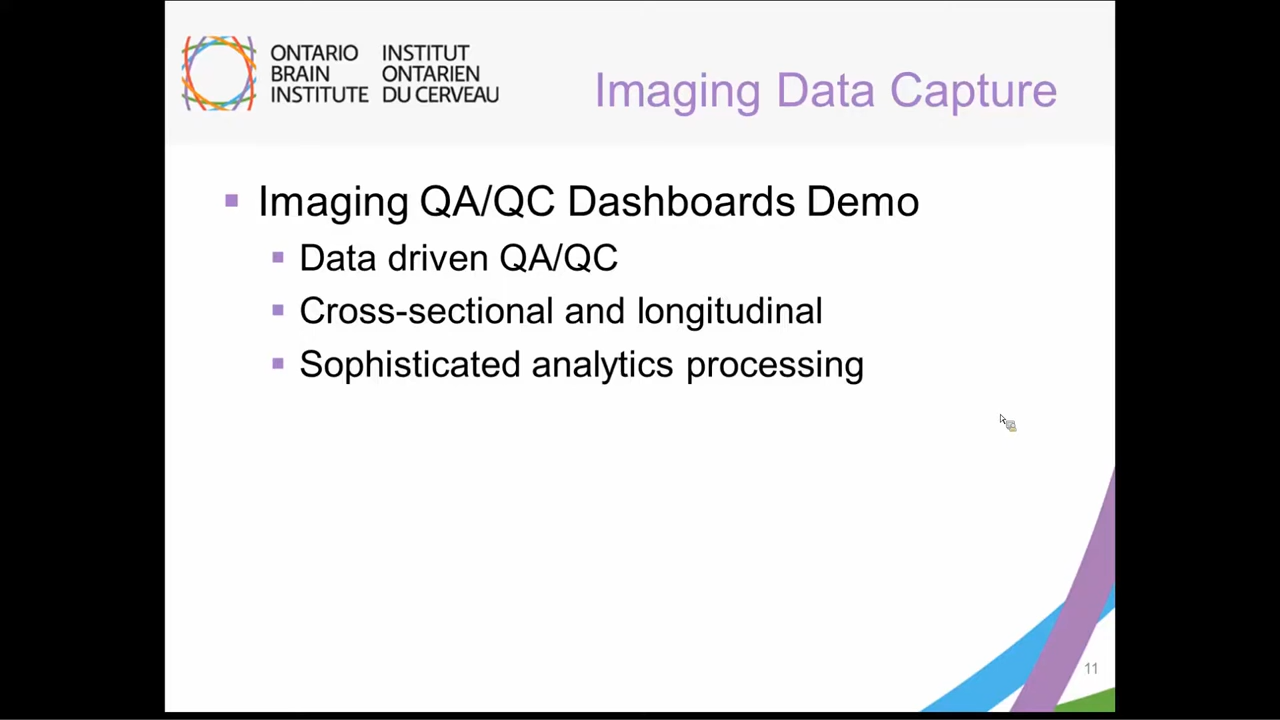 ONTARIO
BRAIN
INSTITUTE
INSTITUT
ONTARIEN
DU CERVEAU
Imaging Data Capture
Imaging QA/QC Dashboards Demo
Data driven QA/QC
Cross-sectional and longitudinal
Sophisticated analytics processing
11